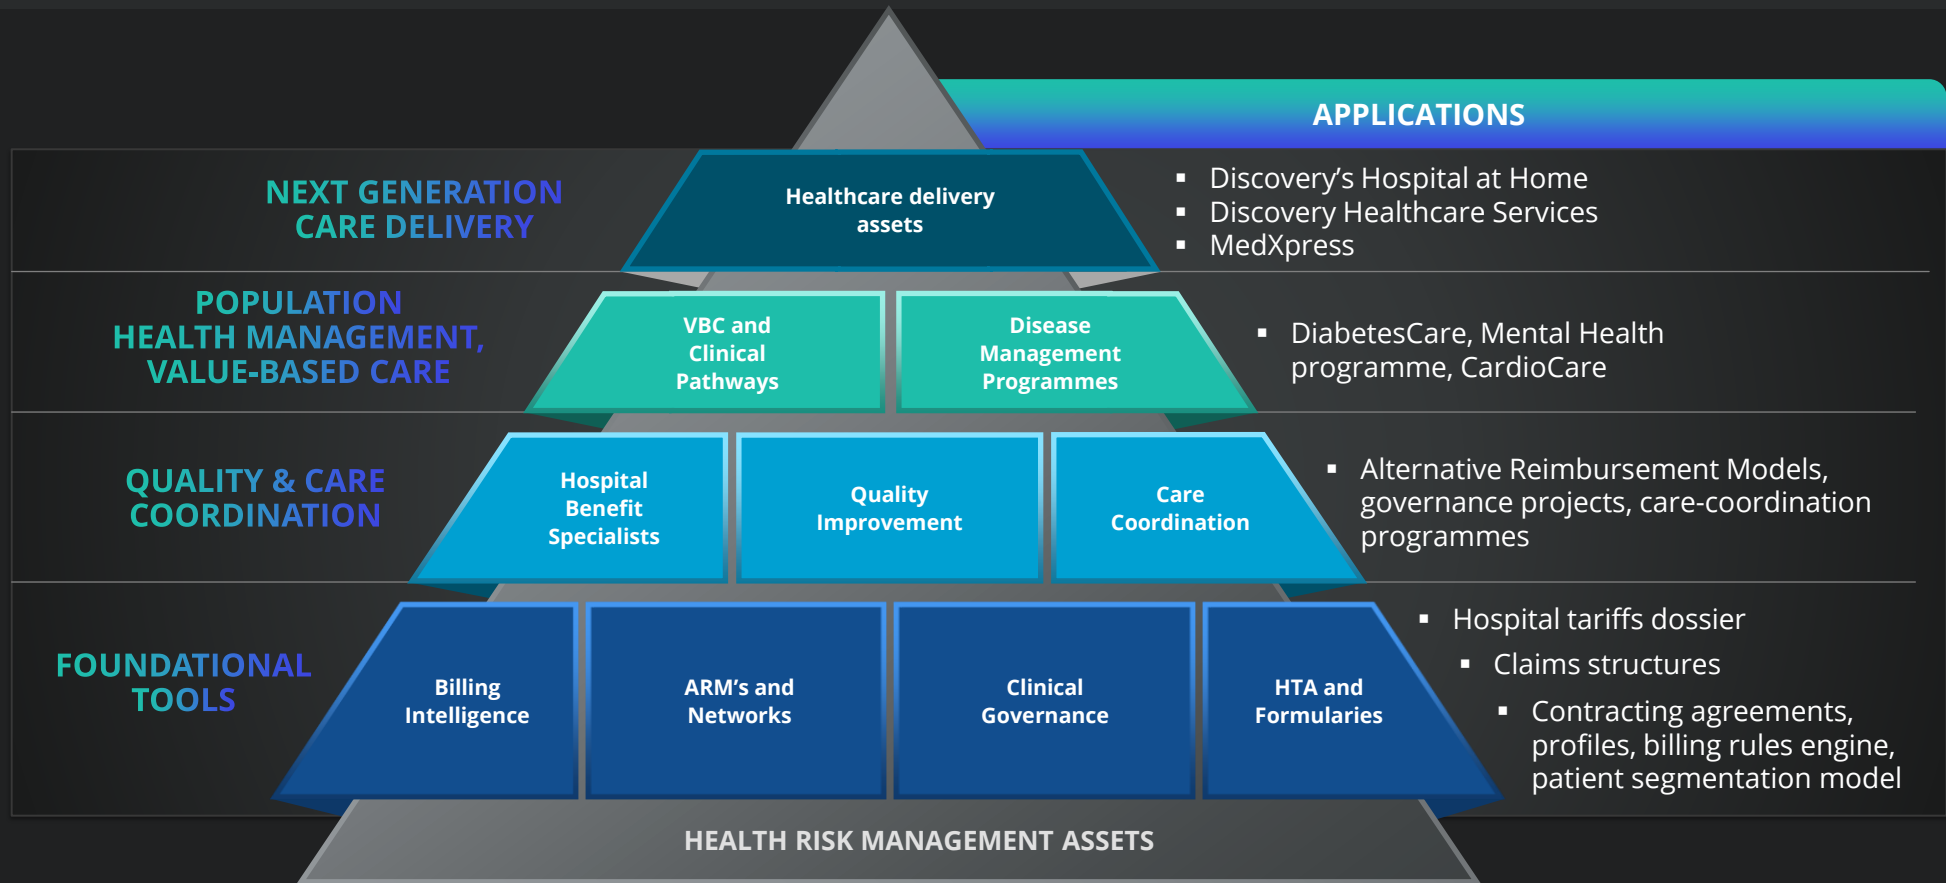 APPLICATIONS
NEXT GENERATION
CARE DELIVERY
Healthcare delivery
assets
▪ Discovery’s Hospital at Home
▪ Discovery Healthcare Services
▪ MedXpress
POPULATION
HEALTH MANAGEMENT,
VALUE-BASED CARE
VBC and
Clinical
Pathways
Disease
Management
Programmes
▪ DiabetesCare, Mental Health
programme, CardioCare
QUALITY & CARE
COORDINATION
Hospital
Benefit
Specialists
Quality
Improvement
Care
Coordination
▪ Alternative Reimbursement Models,
governance projects, care-coordination
programmes
FOUNDATIONAL
TOOLS
Billing
Intelligence
ARM’s and
Networks
Clinical
Governance
HTA and
Formularies
▪ Hospital tariffs dossier
▪ Claims structures
▪ Contracting agreements,
profiles, billing rules engine,
patient segmentation model
HEALTH RISK MANAGEMENT ASSETS